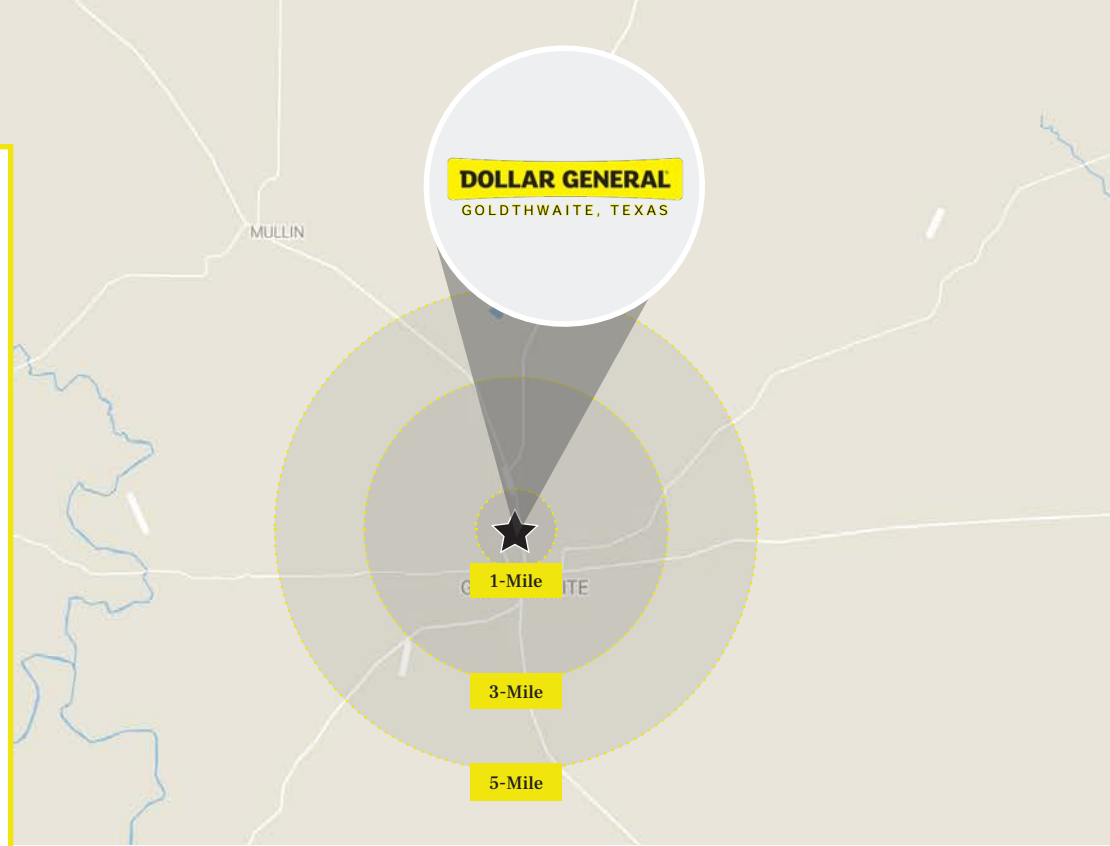 DOLLAR GENERAL
GOLDTHWAITE, TEXAS
MULLIN
1-Mile
3-Mile
5-Mile